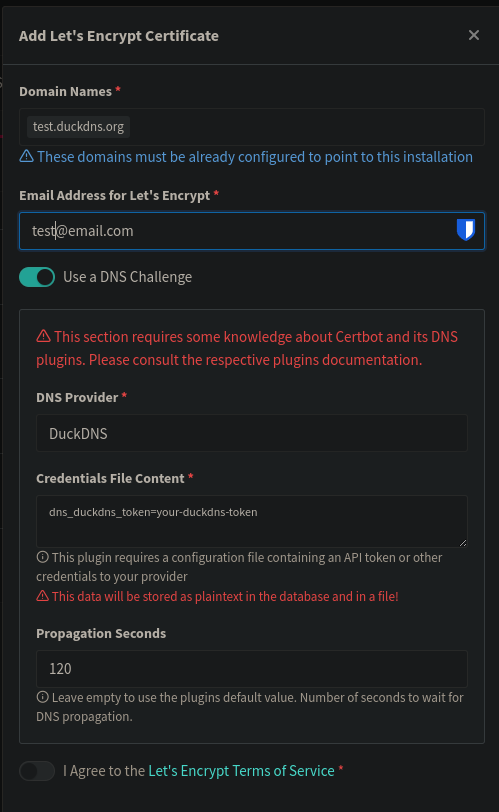 Add Let's Encrypt Certificate
Domain Names *
test.duckdns.org
These domains must be already configured to point to this installation
Email Address for Let's Encrypt *
test@email.com
Use a DNS Challenge
This section requires some knowledge about Certbot and its DNS
plugins. Please consult the respective plugins documentation.
DNS Provider *
DuckDNS
Credentials File Content *
dns_duckdns_token=your-duckdns-token
This plugin requires a configuration file containing an API token or other
credentials to your provider
This data will be stored as plaintext in the database and in a file!
Propagation Seconds
120
Leave empty to use the plugins default value. Number of seconds to wait for
DNS propagation.
I Agree to the Let's Encrypt Terms of Service *